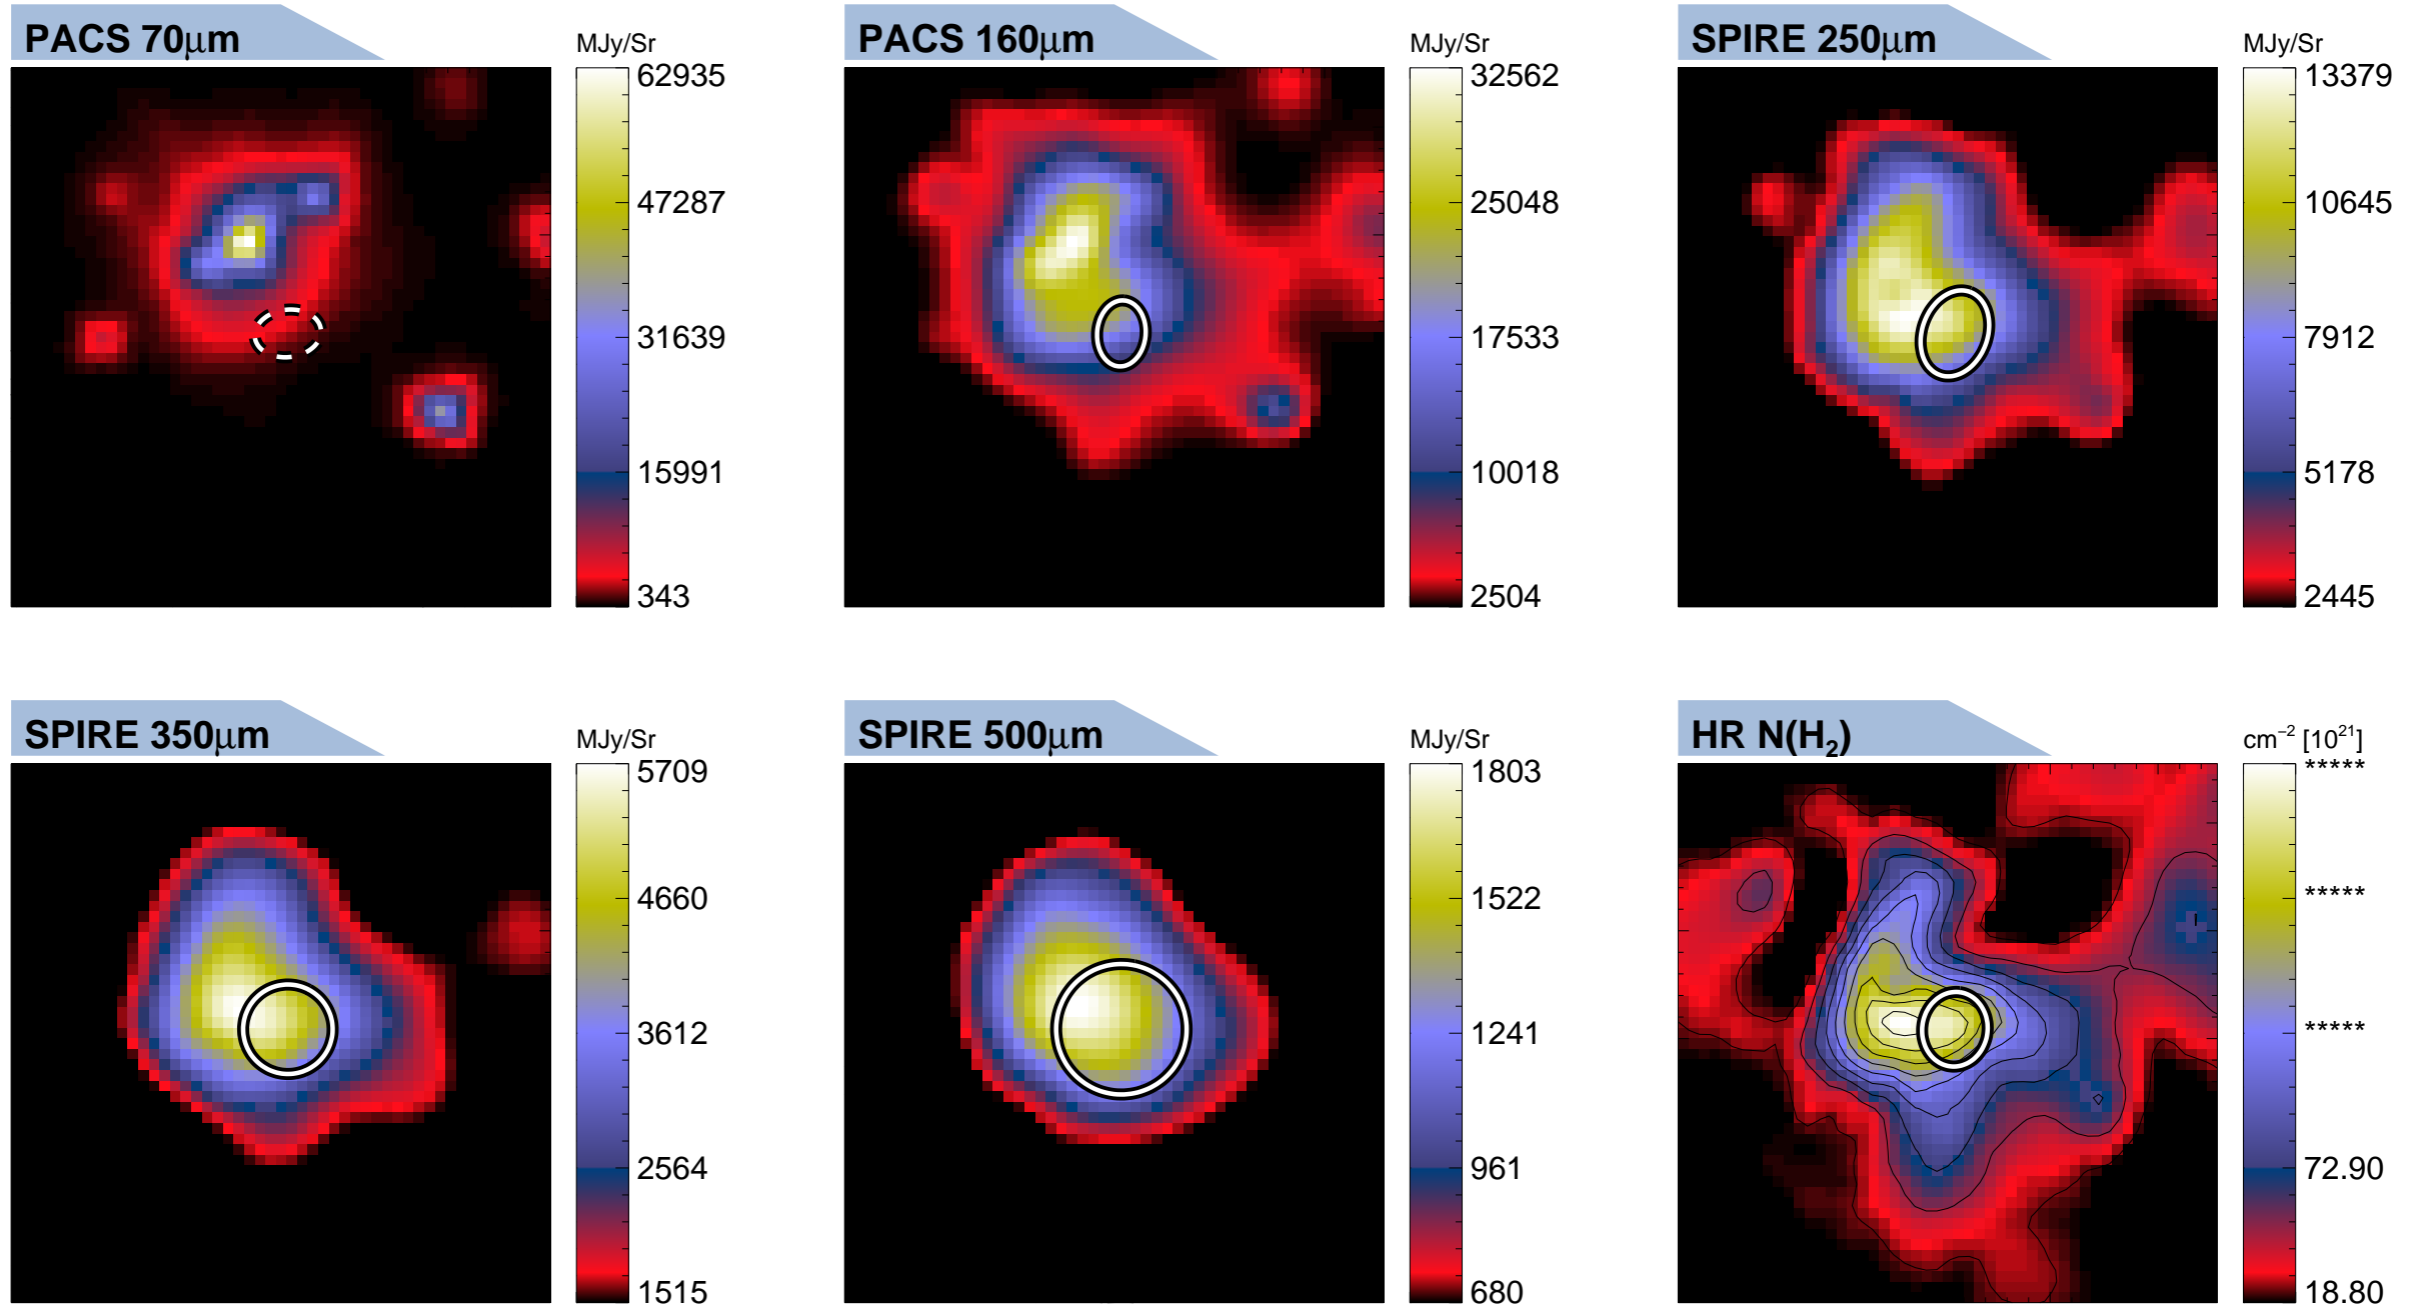 PACS 70μm
MJy/Sr
62935
47287
31639
15991
343
PACS 160μm
MJy/Sr
32562
25048
17533
10018
2504
SPIRE 250μm
MJy/Sr
13379
10645
7912
5178
2445
SPIRE 350μm
MJy/Sr
5709
4660
3612
2564
1515
SPIRE 500μm
MJy/Sr
1803
1522
1241
961
680
HR N(H₂)
cm⁻² [10²¹]
*****
*****
*****
72.90
18.80